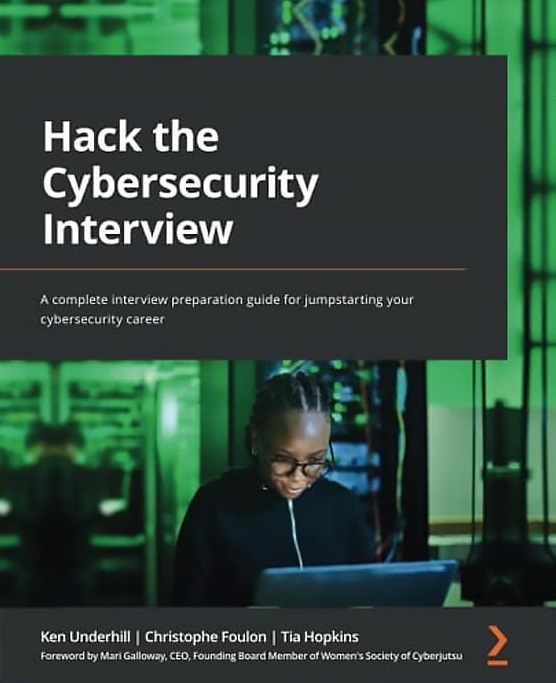 Hack the
Cybersecurity
Interview
A complete interview preparation guide for jumpstarting your
cybersecurity career
Ken Underhill | Christophe Foulon | Tia Hopkins
Foreword by Mari Galloway, CEO, Founding Board Member of Women's Society of Cyberjutsu